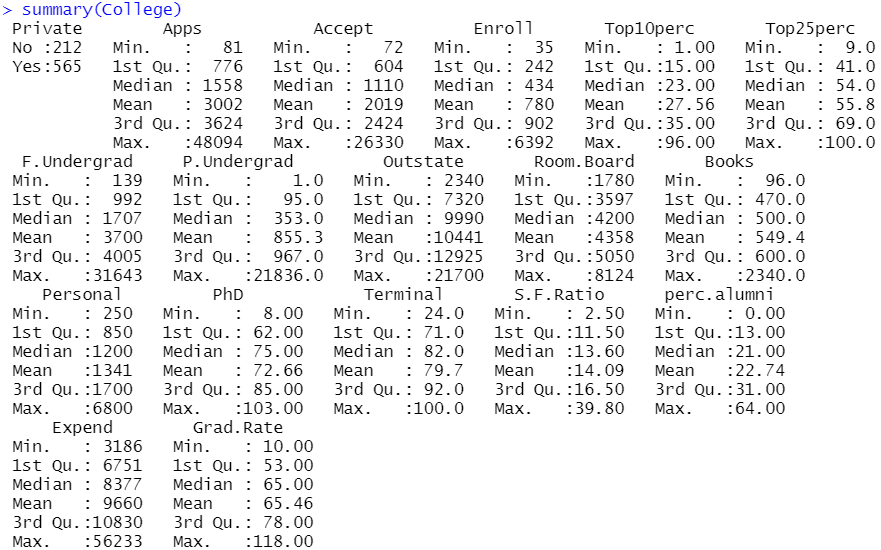 > summary(College)
 Private        Apps           Accept          Enroll       Top10perc       Top25perc    
 No :212   Min.   :   81   Min.   :   72   Min.   :  35   Min.   : 1.00   Min.   :  9.0  
 Yes:565   1st Qu.:  776   1st Qu.:  604   1st Qu.: 242   1st Qu.:15.00   1st Qu.: 41.0  
           Median : 1558   Median : 1110   Median : 434   Median :23.00   Median : 54.0  
           Mean   : 3002   Mean   : 2019   Mean   : 780   Mean   :27.56   Mean   : 55.8  
           3rd Qu.: 3624   3rd Qu.: 2424   3rd Qu.: 902   3rd Qu.:35.00   3rd Qu.: 69.0  
           Max.   :48094   Max.   :26330   Max.   :6392   Max.   :96.00   Max.   :100.0  
  F.Undergrad     P.Undergrad         Outstate       Room.Board       Books       
 Min.   :  139   Min.   :    1.0   Min.   : 2340   Min.   :1780   Min.   :  96.0  
 1st Qu.:  992   1st Qu.:   95.0   1st Qu.: 7320   1st Qu.:3597   1st Qu.: 470.0  
 Median : 1707   Median :  353.0   Median : 9990   Median :4200   Median : 500.0  
 Mean   : 3700   Mean   :  855.3   Mean   :10441   Mean   :4358   Mean   : 549.4  
 3rd Qu.: 4005   3rd Qu.:  967.0   3rd Qu.:12925   3rd Qu.:5050   3rd Qu.: 600.0  
 Max.   :31643   Max.   :21836.0   Max.   :21700   Max.   :8124   Max.   :2340.0  
    Personal         PhD            Terminal       S.F.Ratio      perc.alumni   
 Min.   : 250   Min.   :  8.00   Min.   : 24.0   Min.   : 2.50   Min.   : 0.00  
 1st Qu.: 850   1st Qu.: 62.00   1st Qu.: 71.0   1st Qu.:11.50   1st Qu.:13.00  
 Median :1200   Median : 75.00   Median : 82.0   Median :13.60   Median :21.00  
 Mean   :1341   Mean   : 72.66   Mean   : 79.7   Mean   :14.09   Mean   :22.74  
 3rd Qu.:1700   3rd Qu.: 85.00   3rd Qu.: 92.0   3rd Qu.:16.50   3rd Qu.:31.00  
 Max.   :6800   Max.   :103.00   Max.   :100.0   Max.   :39.80   Max.   :64.00  
     Expend        Grad.Rate     
 Min.   : 3186   Min.   : 10.00  
 1st Qu.: 6751   1st Qu.: 53.00  
 Median : 8377   Median : 65.00  
 Mean   : 9660   Mean   : 65.46  
 3rd Qu.:10830   3rd Qu.: 78.00  
 Max.   :56233   Max.   :118.00